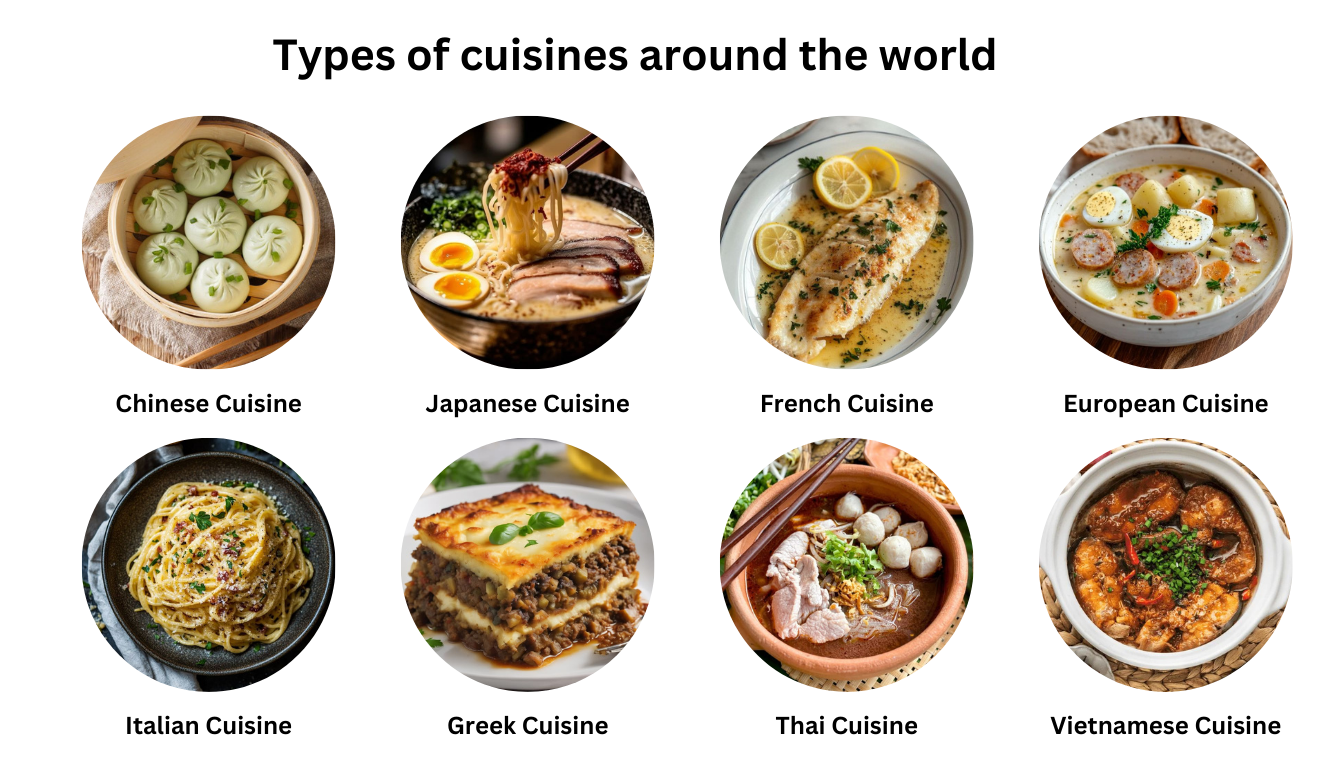 Types of cuisines around the world
Chinese Cuisine
Japanese Cuisine
French Cuisine
European Cuisine
Italian Cuisine
Greek Cuisine
Thai Cuisine
Vietnamese Cuisine